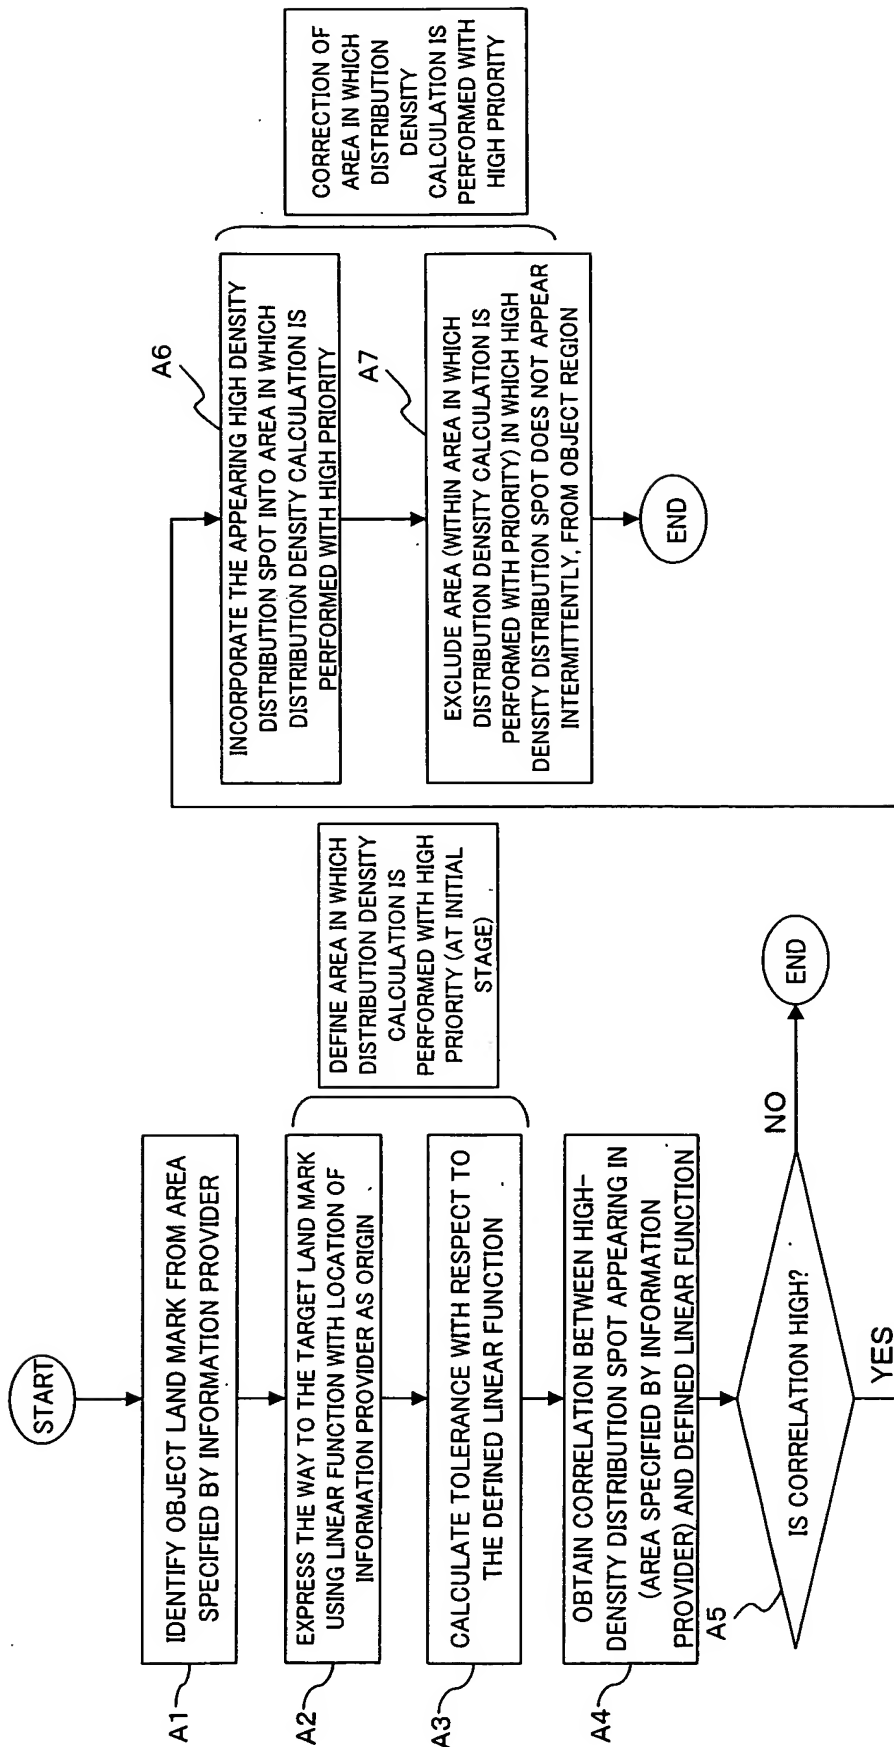 START
A1
IDENTIFY OBJECT LAND MARK FROM AREA
SPECIFIED BY INFORMATION PROVIDER
A2
EXPRESS THE WAY TO THE TARGET LAND MARK
USING LINEAR FUNCTION WITH LOCATION OF
INFORMATION PROVIDER AS ORIGIN
A3
CALCULATE TOLERANCE WITH RESPECT TO
THE DEFINED LINEAR FUNCTION
DEFINE AREA IN WHICH
DISTRIBUTION DENSITY
CALCULATION IS
PERFORMED WITH HIGH
PRIORITY (AT INITIAL
STAGE)
A4
OBTAIN CORRELATION BETWEEN HIGH-
DENSITY DISTRIBUTION SPOT APPEARING IN
(AREA SPECIFIED BY INFORMATION
PROVIDER) AND DEFINED LINEAR FUNCTION
A5
IS CORRELATION HIGH?
NO
END
YES
A6
INCORPORATE THE APPEARING HIGH DENSITY
DISTRIBUTION SPOT INTO AREA IN WHICH
DISTRIBUTION DENSITY CALCULATION IS
PERFORMED WITH HIGH PRIORITY
A7
EXCLUDE AREA (WITHIN AREA IN WHICH
DISTRIBUTION DENSITY CALCULATION IS
PERFORMED WITH PRIORITY) IN WHICH HIGH
DENSITY DISTRIBUTION SPOT DOES NOT APPEAR
INTERMITTENTLY, FROM OBJECT REGION
CORRECTION OF
AREA IN WHICH
DISTRIBUTION
DENSITY
CALCULATION IS
PERFORMED WITH
HIGH PRIORITY
END